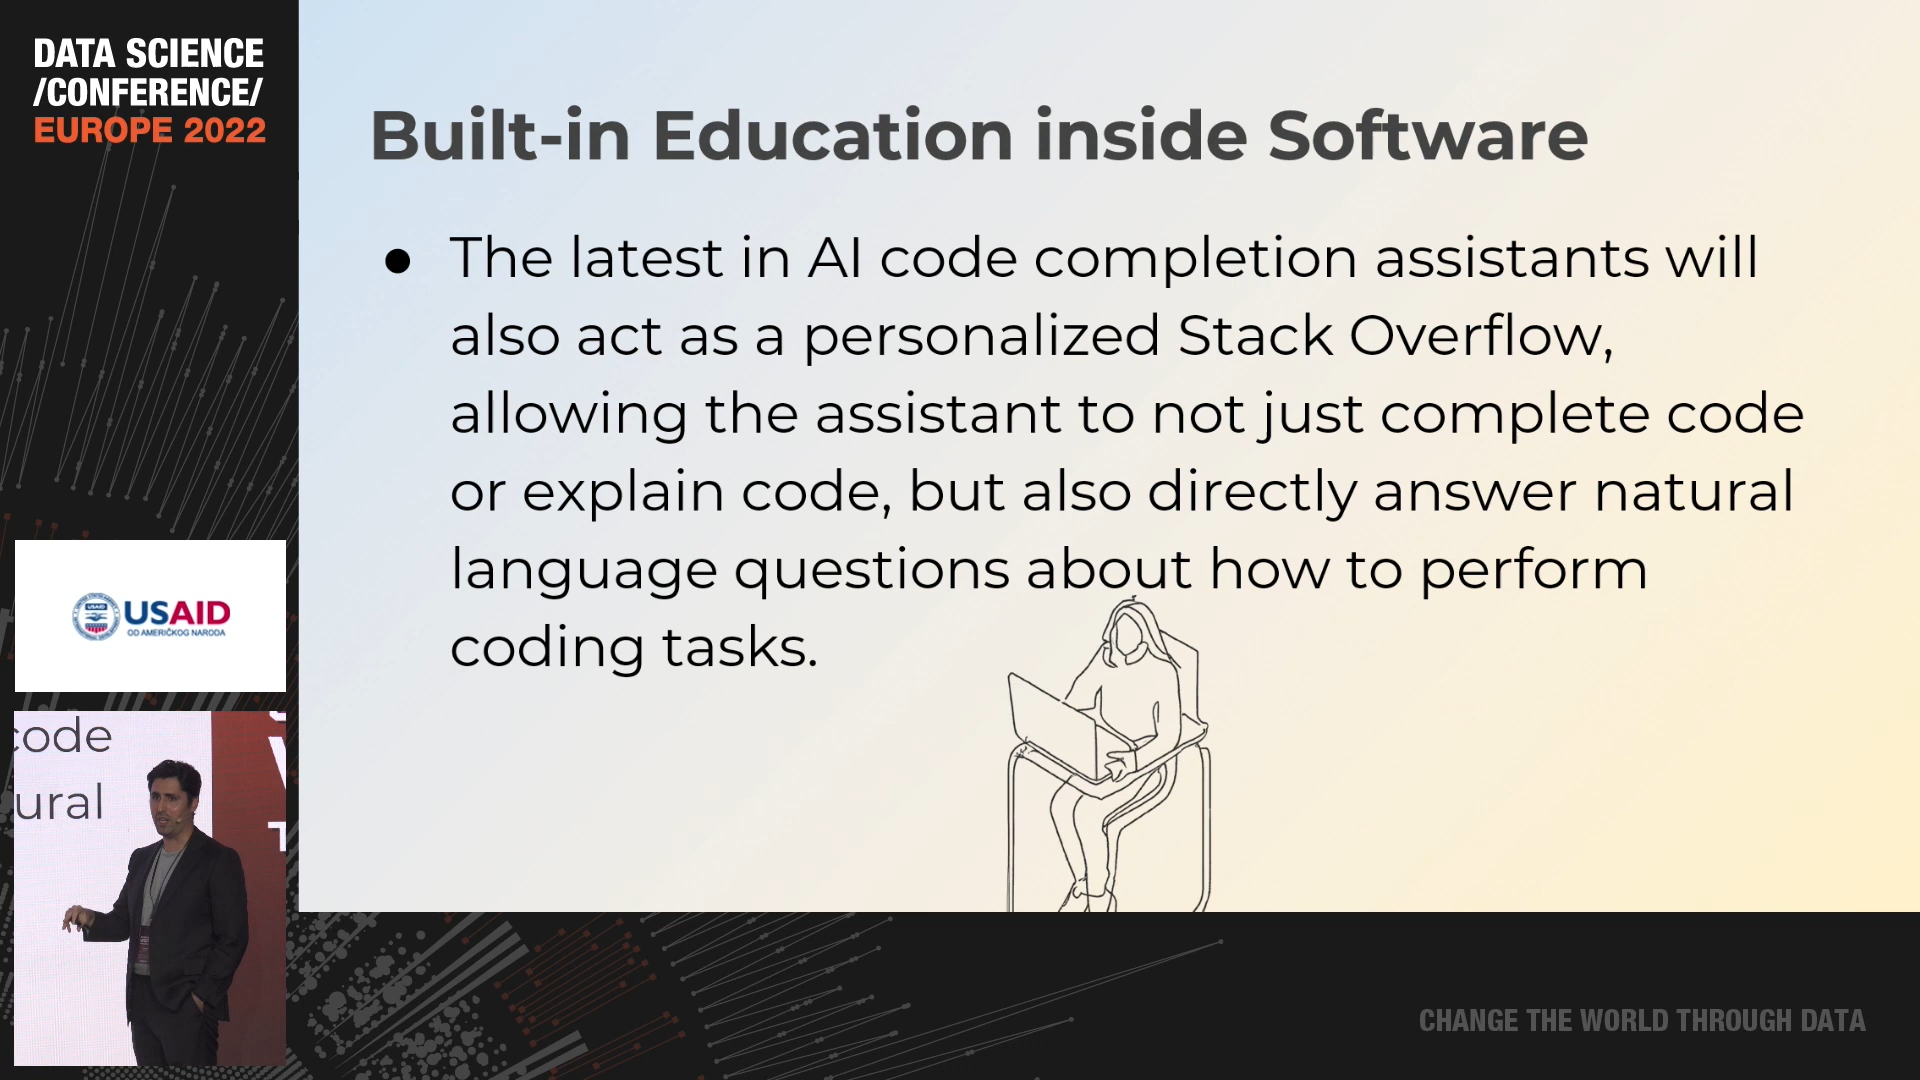 DATA SCIENCE
/CONFERENCE/
EUROPE 2022
Built-in Education inside Software
● The latest in AI code completion assistants will
also act as a personalized Stack Overflow,
allowing the assistant to not just complete code
or explain code, but also directly answer natural
language questions about how to perform
coding tasks.
USAID
OD AMERIČKOG NARODA
code
ural
CHANGE THE WORLD THROUGH DATA